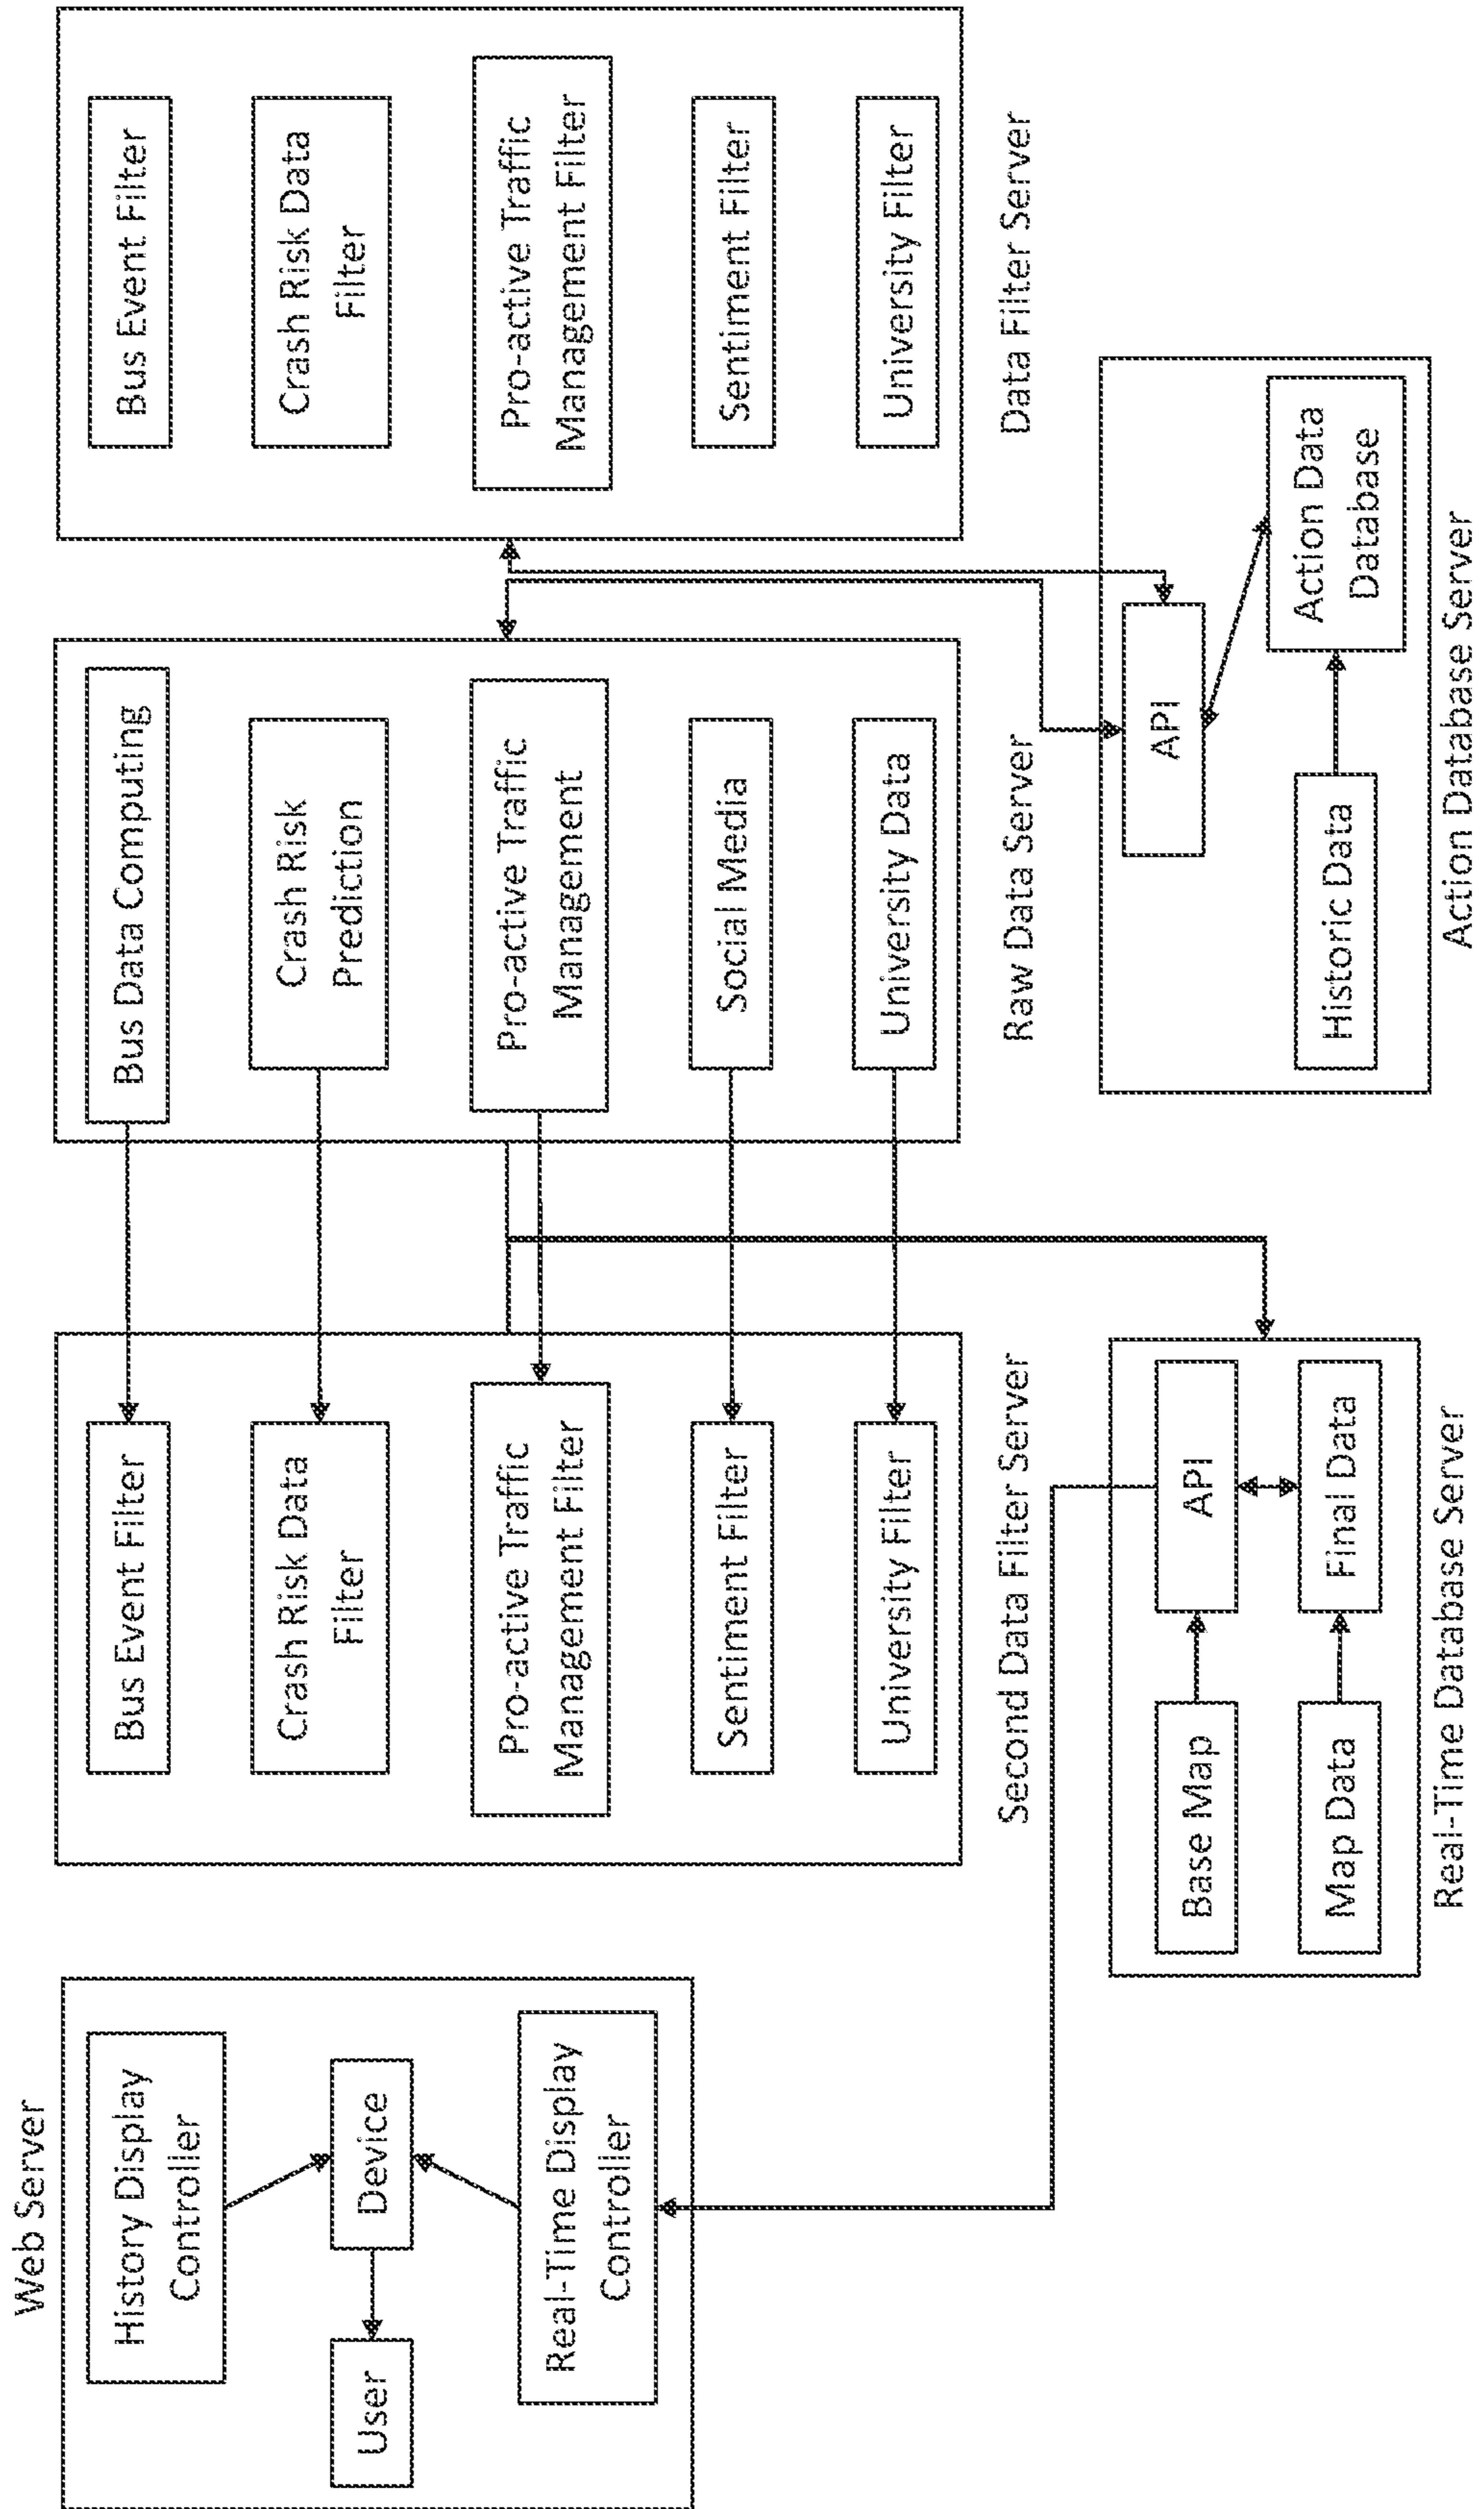 Web Server
History Display
Controller
Device
User
Real-Time Display
Controller
Bus Event Filter
Crash Risk Data
Filter
Pro-active Traffic
Management Filter
Sentiment Filter
University Filter
Second Data Filter Server
Base Map
API
Map Data
Final Data
Real-Time Database Server
Bus Data Computing
Crash Risk
Prediction
Pro-active Traffic
Management
Social Media
University Data
Raw Data Server
API
Historic Data
Action Data
Database
Action Database Server
Bus Event Filter
Crash Risk Data
Filter
Pro-active Traffic
Management Filter
Sentiment Filter
University Filter
Data Filter Server